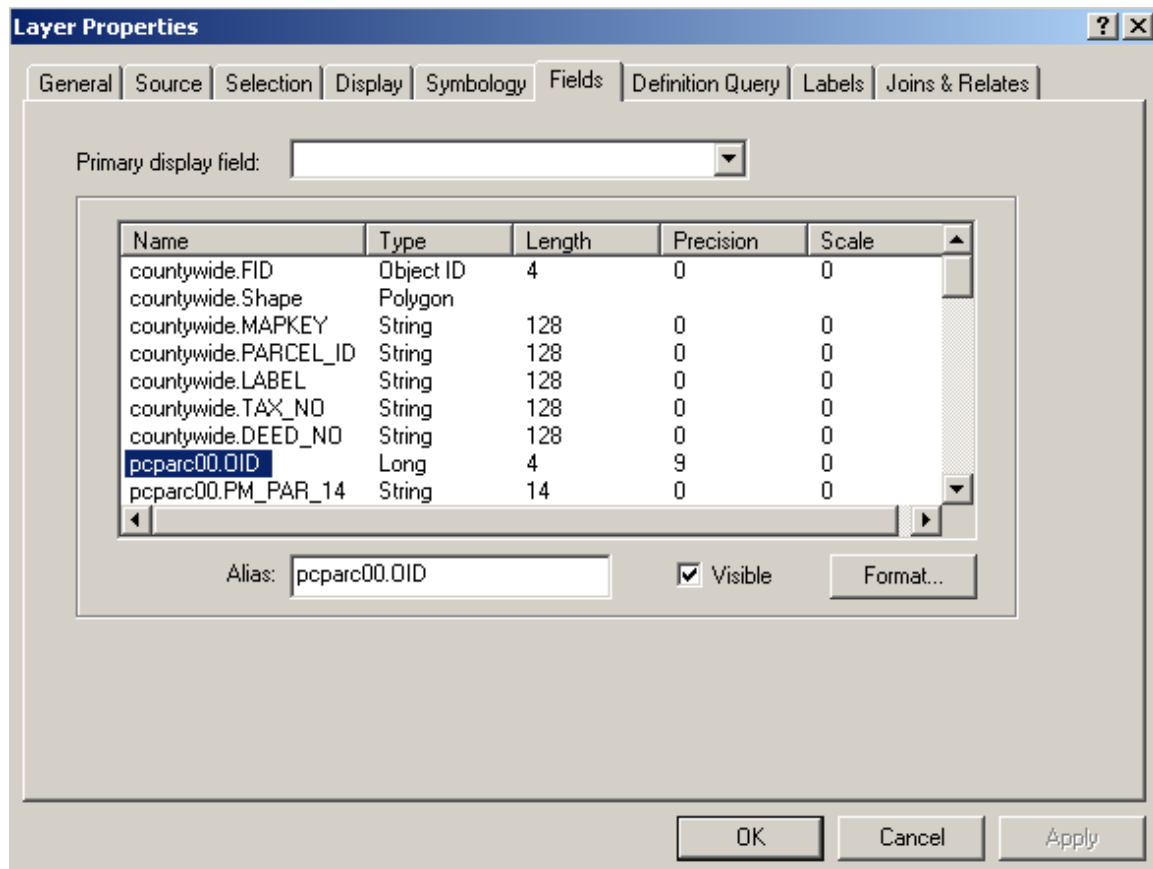 Layer Properties
General Source Selection Display Symbology Fields Definition Query Labels Joins & Relates
Primary display field:
Name Type Length Precision Scale
countywide.FID Object ID 4 0 0
countywide.Shape Polygon
countywide.MAPKEY String 128 0 0
countywide.PARCEL_ID String 128 0 0
countywide.LABEL String 128 0 0
countywide.TAX_NO String 128 0 0
countywide.DEED_NO String 128 0 0
pcparc00.OID Long 4 9 0
pcparc00.PM_PAR_14 String 14 0 0
Alias: pcparc00.OID Visible Format...
OK Cancel Apply